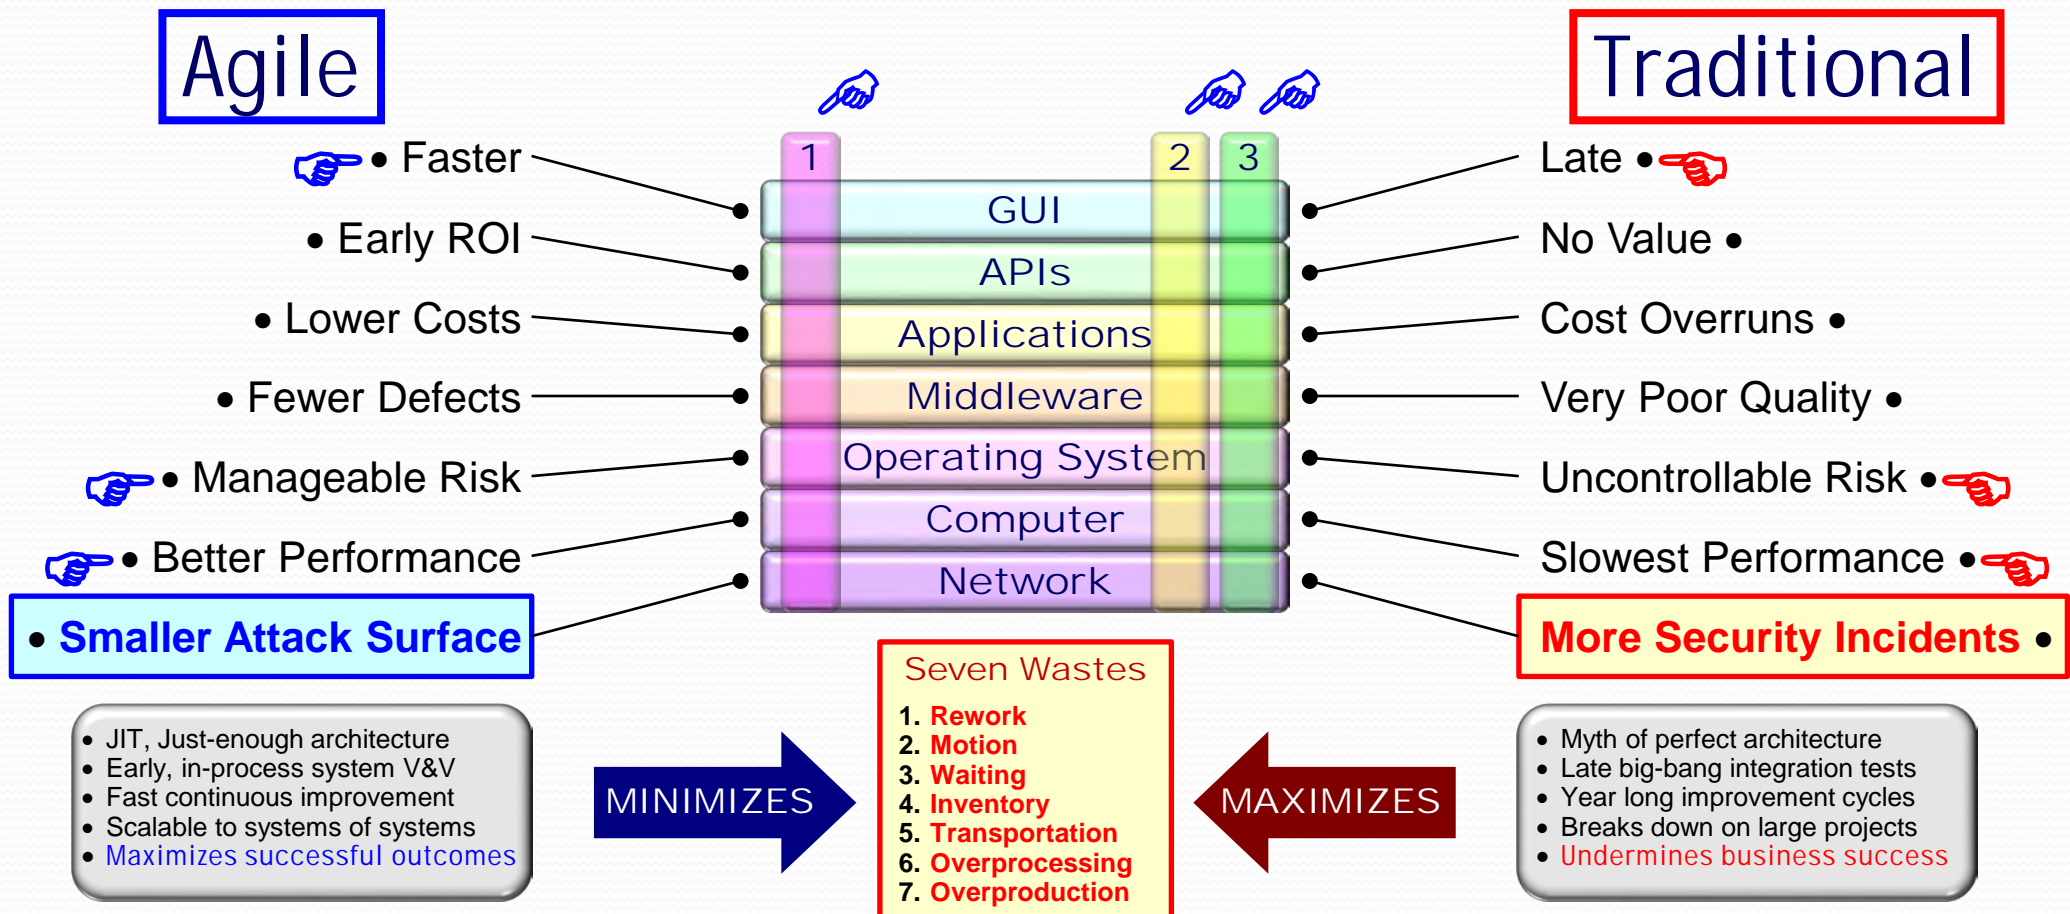 Agile
Traditional
• Faster
• Early ROI
• Lower Costs
• Fewer Defects
• Manageable Risk
• Better Performance
• Smaller Attack Surface
1
2
3
GUI
APIs
Applications
Middleware
Operating System
Computer
Network
Late •
No Value •
Cost Overruns •
Very Poor Quality •
Uncontrollable Risk •
Slowest Performance •
More Security Incidents •
• JIT, Just-enough architecture
• Early, in-process system V&V
• Fast continuous improvement
• Scalable to systems of systems
• Maximizes successful outcomes
MINIMIZES
Seven Wastes
1. Rework
2. Motion
3. Waiting
4. Inventory
5. Transportation
6. Overprocessing
7. Overproduction
MAXIMIZES
• Myth of perfect architecture
• Late big-bang integration tests
• Year long improvement cycles
• Breaks down on large projects
• Undermines business success